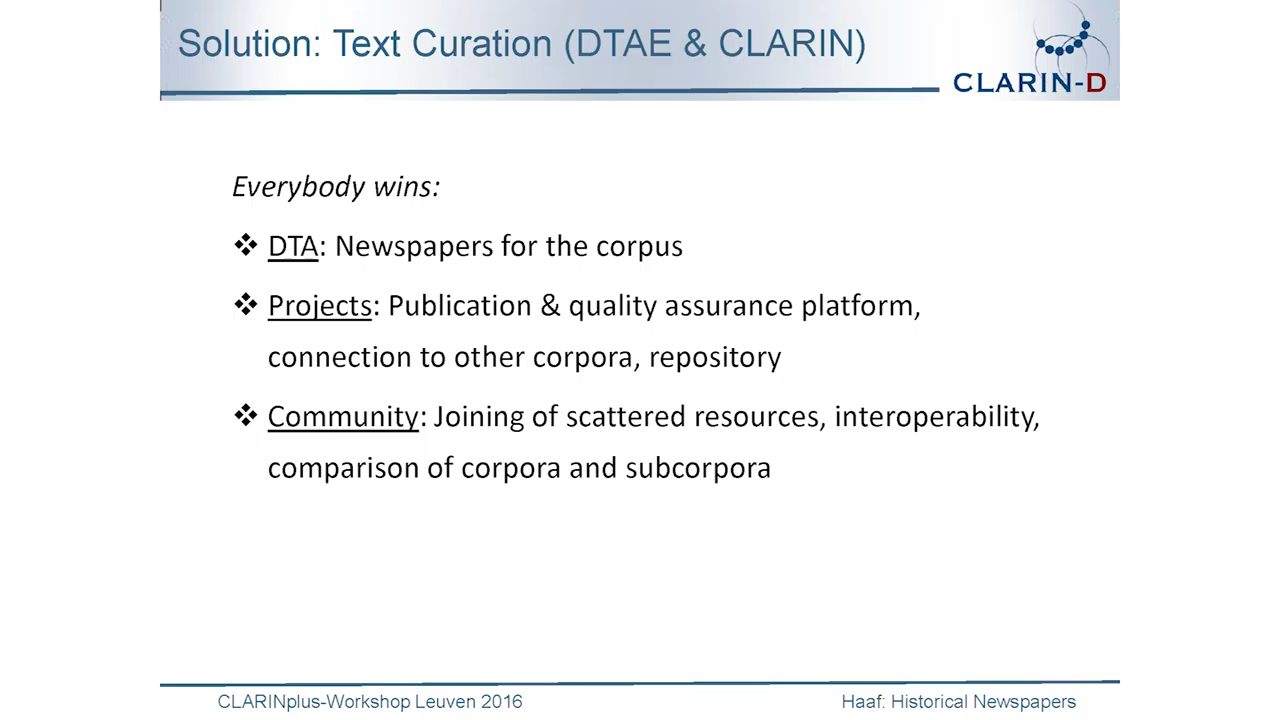 Solution: Text Curation (DTAE & CLARIN)
CLARIN-D
Everybody wins:
❖ DTA: Newspapers for the corpus
❖ Projects: Publication & quality assurance platform,
connection to other corpora, repository
❖ Community: Joining of scattered resources, interoperability,
comparison of corpora and subcorpora
CLARINplus-Workshop Leuven 2016
Haaf: Historical Newspapers